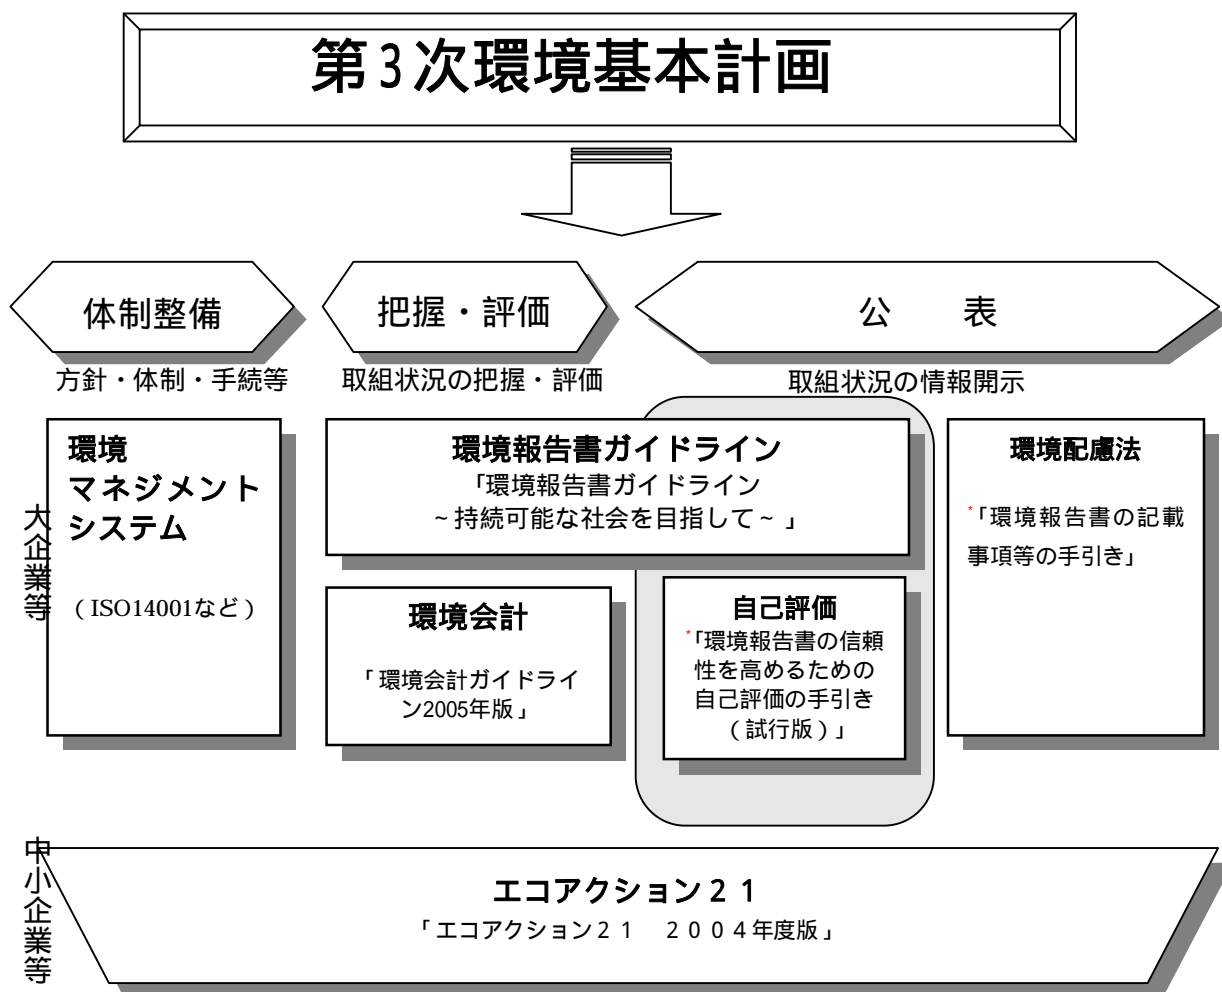 第3次環境基本計画
体制整備
把握・評価
公　　表
方針・体制・手続等
取組状況の把握・評価
取組状況の情報開示
大企業等
環境
マネジメント
システム
（ISO14001など）
環境報告書ガイドライン
「環境報告書ガイドライン
～持続可能な社会を目指して～」
環境会計
「環境会計ガイドライ
ン2005年版」
自己評価
*「環境報告書の信頼
性を高めるための
自己評価の手引き
（試行版）」
環境配慮法
*「環境報告書の記載
事項等の手引き」
中小企業等
エコアクション２１
「エコアクション２１　２００４年度版」